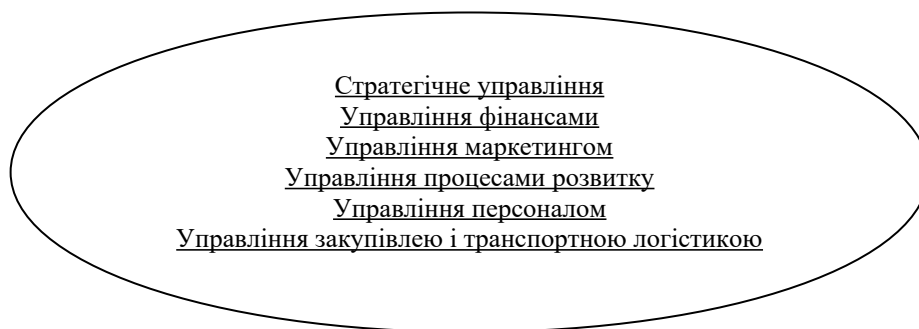 Стратегічне управління
Управління фінансами
Управління маркетингом
Управління процесами розвитку
Управління персоналом
Управління закупівлею і транспортною логістикою